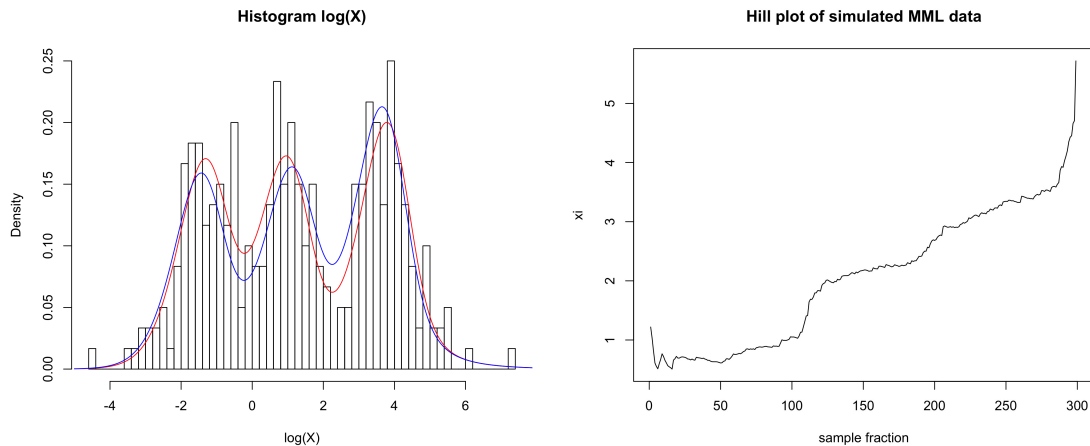 Histogram log(X)
Density
0.00 0.05 0.10 0.15 0.20 0.25
-4 -2 0 2 4 6
log(X)
Hill plot of simulated MML data
xi
1 2 3 4 5
0 50 100 150 200 250 300
sample fraction